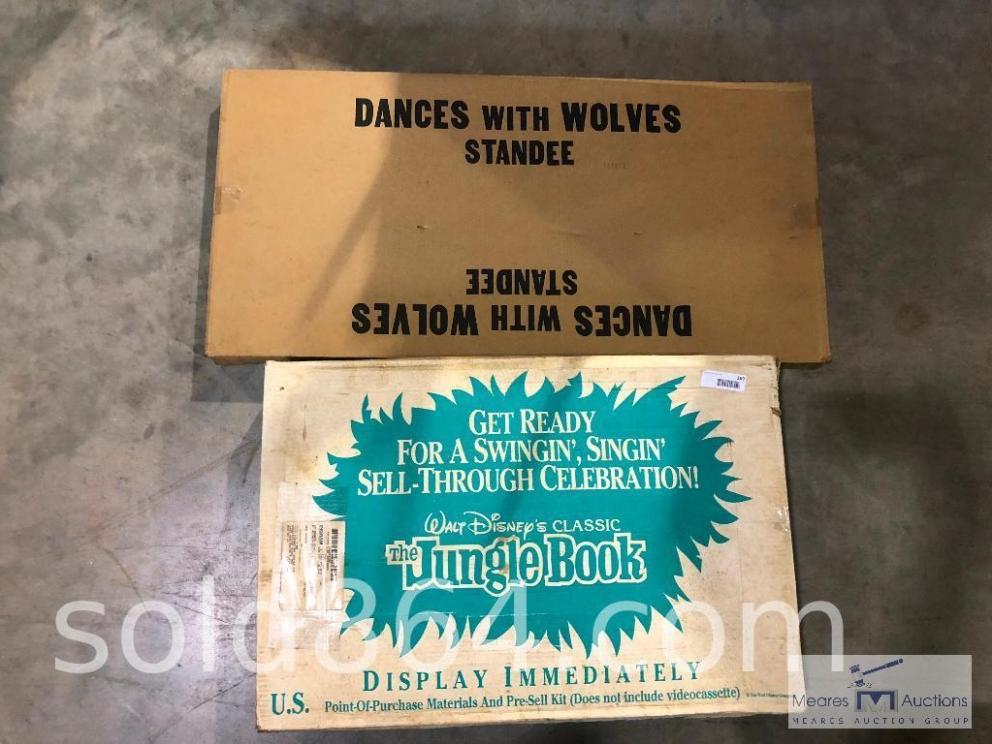 DANCES WITH WOLVES
STANDEE
STANDEE
DANCES WITH WOLVES
GET READY
FOR A SWINGIN', SINGIN'
SELL-THROUGH CELEBRATION!
WALT DISNEY'S CLASSIC
THE Jungle Book
sold864.com
DISPLAY IMMEDIATELY
U.S. Point-Of-Purchase Materials And Pre-Sell Kit (Does not include videocassette)
Meares M Auctions
MEARES AUCTION GROUP